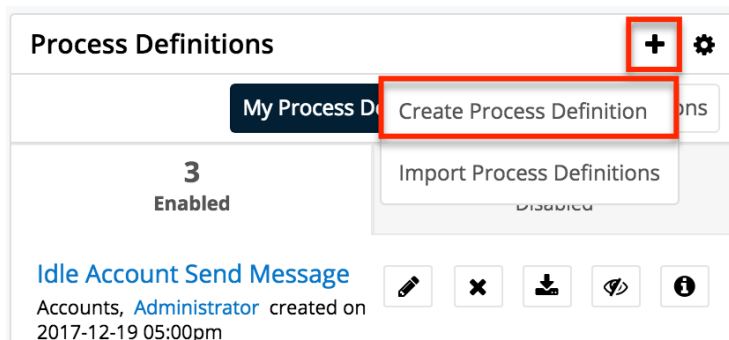 Process Definitions
My Process D
ons
Create Process Definition
Import Process Definitions
3
Enabled
Disabled
Idle Account Send Message
Accounts, Administrator created on
2017-12-19 05:00pm